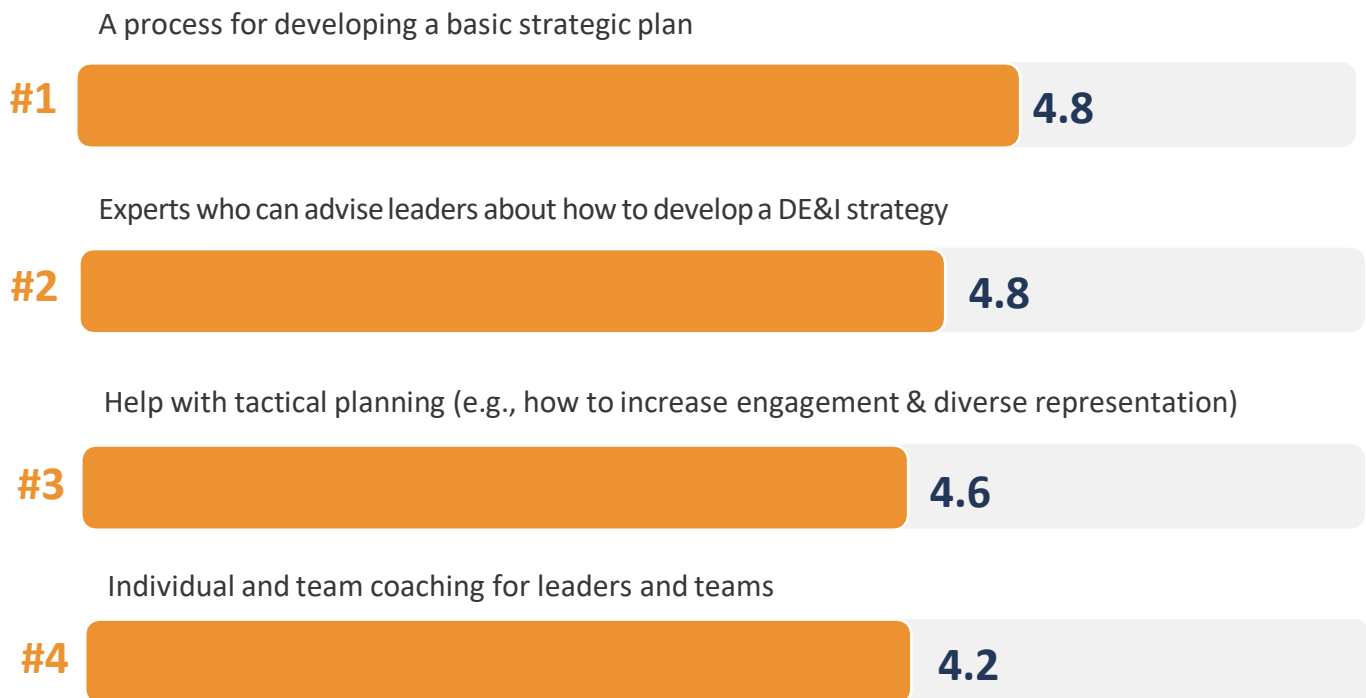 A process for developing a basic strategic plan
#1 4.8
Experts who can advise leaders about how to develop a DE&I strategy
#2 4.8
Help with tactical planning (e.g., how to increase engagement & diverse representation)
#3 4.6
Individual and team coaching for leaders and teams
#4 4.2